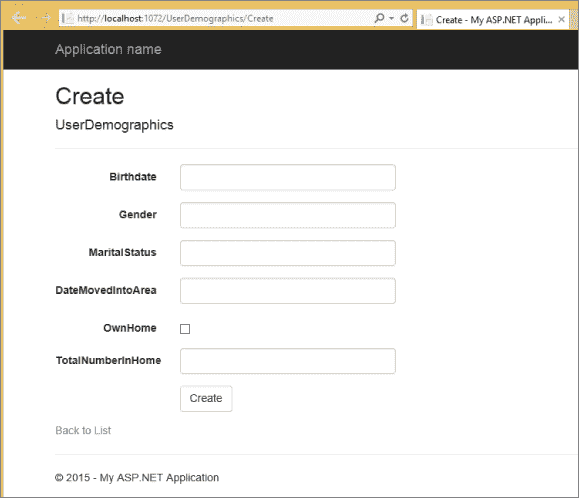 http://localhost:1072/UserDemographics/Create
Create - My ASP.NET Application
Application name
Create
UserDemographics
Birthdate
Gender
MaritalStatus
DateMovedIntoArea
OwnHome
TotalNumberInHome
Create
Back to List
© 2015 - My ASP.NET Application